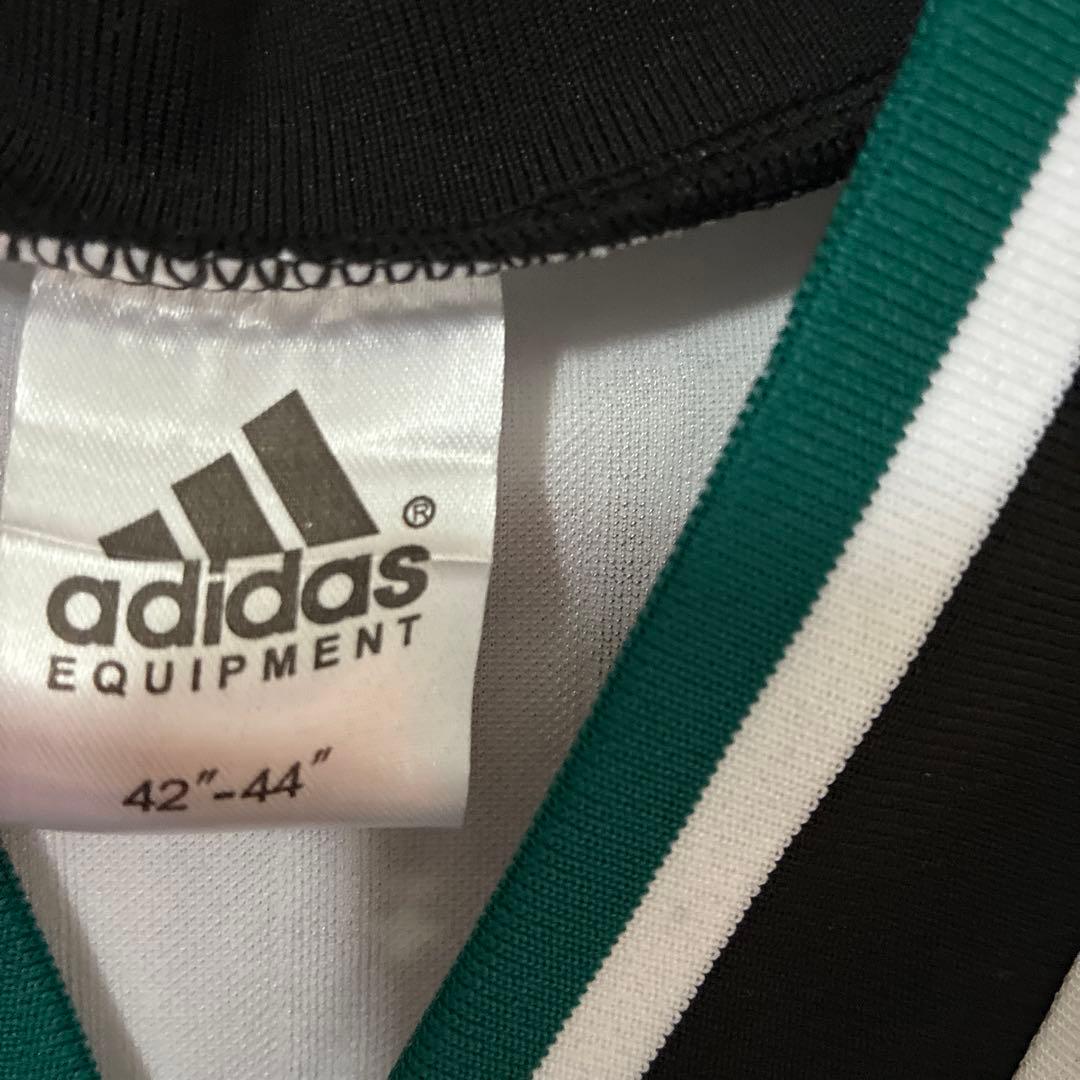 ®
adidas
EQUIPMENT
42"-44"